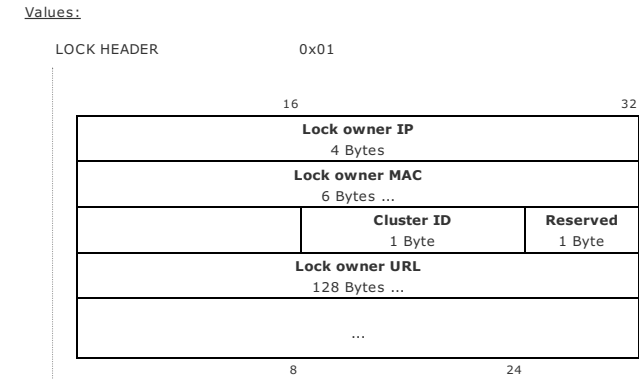 Values:
LOCK HEADER 0x01
16 32
Lock owner IP
4 Bytes
Lock owner MAC
6 Bytes ...
Cluster ID Reserved
1 Byte 1 Byte
Lock owner URL
128 Bytes ...
...
8 24